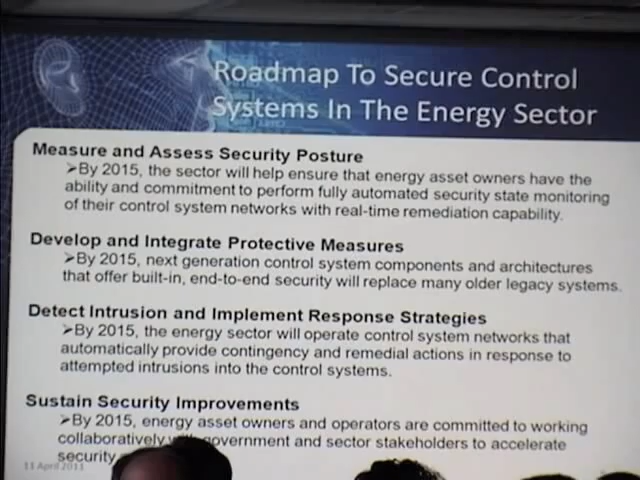 Roadmap To Secure Control
Systems In The Energy Sector
Measure and Assess Security Posture
➤By 2015, the sector will help ensure that energy asset owners have the
ability and commitment to perform fully automated security state monitoring
of their control system networks with real-time remediation capability.
Develop and Integrate Protective Measures
➤By 2015, next generation control system components and architectures
that offer built-in, end-to-end security will replace many older legacy systems.
Detect Intrusion and Implement Response Strategies
➤By 2015, the energy sector will operate control system networks that
automatically provide contingency and remedial actions in response to
attempted intrusions into the control systems.
Sustain Security Improvements
➤By 2015, energy asset owners and operators are committed to working
collaboratively with government and sector stakeholders to accelerate
security
11 April 2011